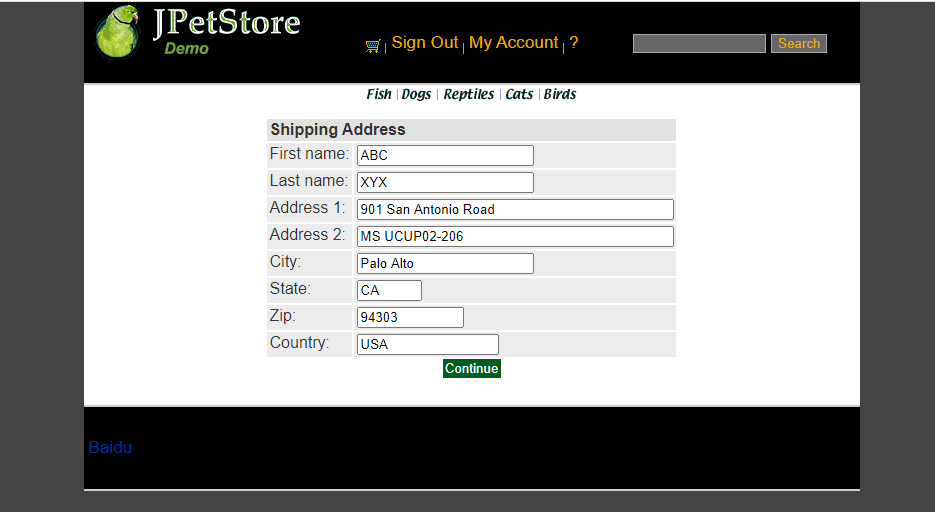 JPetStore
Demo
| Sign Out | My Account | ?
Search
Fish | Dogs | Reptiles | Cats | Birds
Shipping Address
First name: ABC
Last name: XYX
Address 1: 901 San Antonio Road
Address 2: MS UCUP02-206
City: Palo Alto
State: CA
Zip: 94303
Country: USA
Continue
Baidu